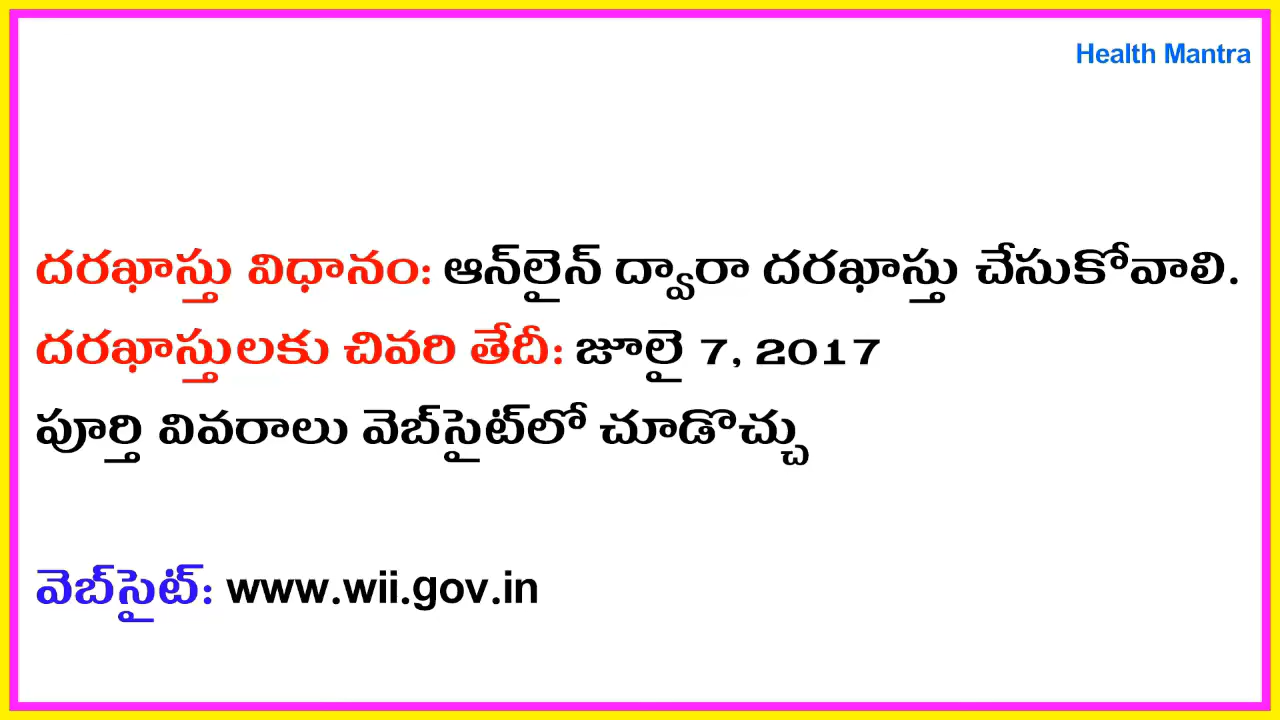 Health Mantra
దరఖాస్తు విధానం: ఆన్‌లైన్ ద్వారా దరఖాస్తు చేసుకోవాలి.
దరఖాస్తులకు చివరి తేదీ: జూలై 7, 2017
పూర్తి వివరాలు వెబ్‌సైట్‌లో చూడొచ్చు
వెబ్‌సైట్: www.wii.gov.in